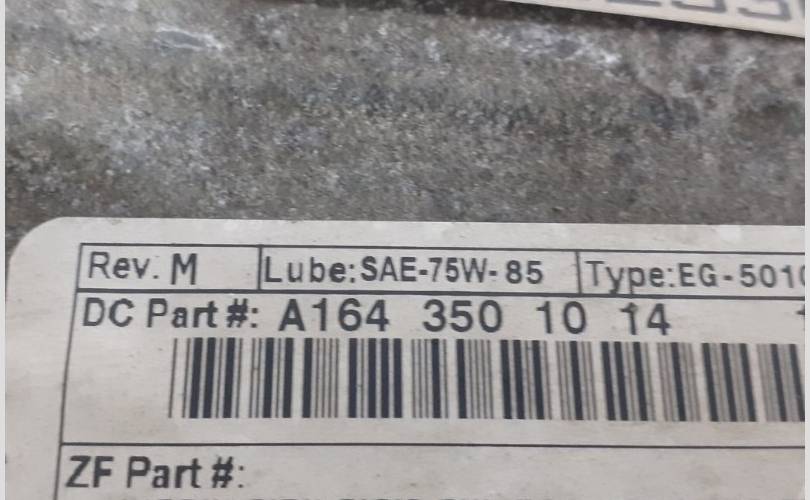 Rev. M Lube:SAE-75W-85 Type:EG-501
DC Part #: A164 350 10 14
ZF Part #: